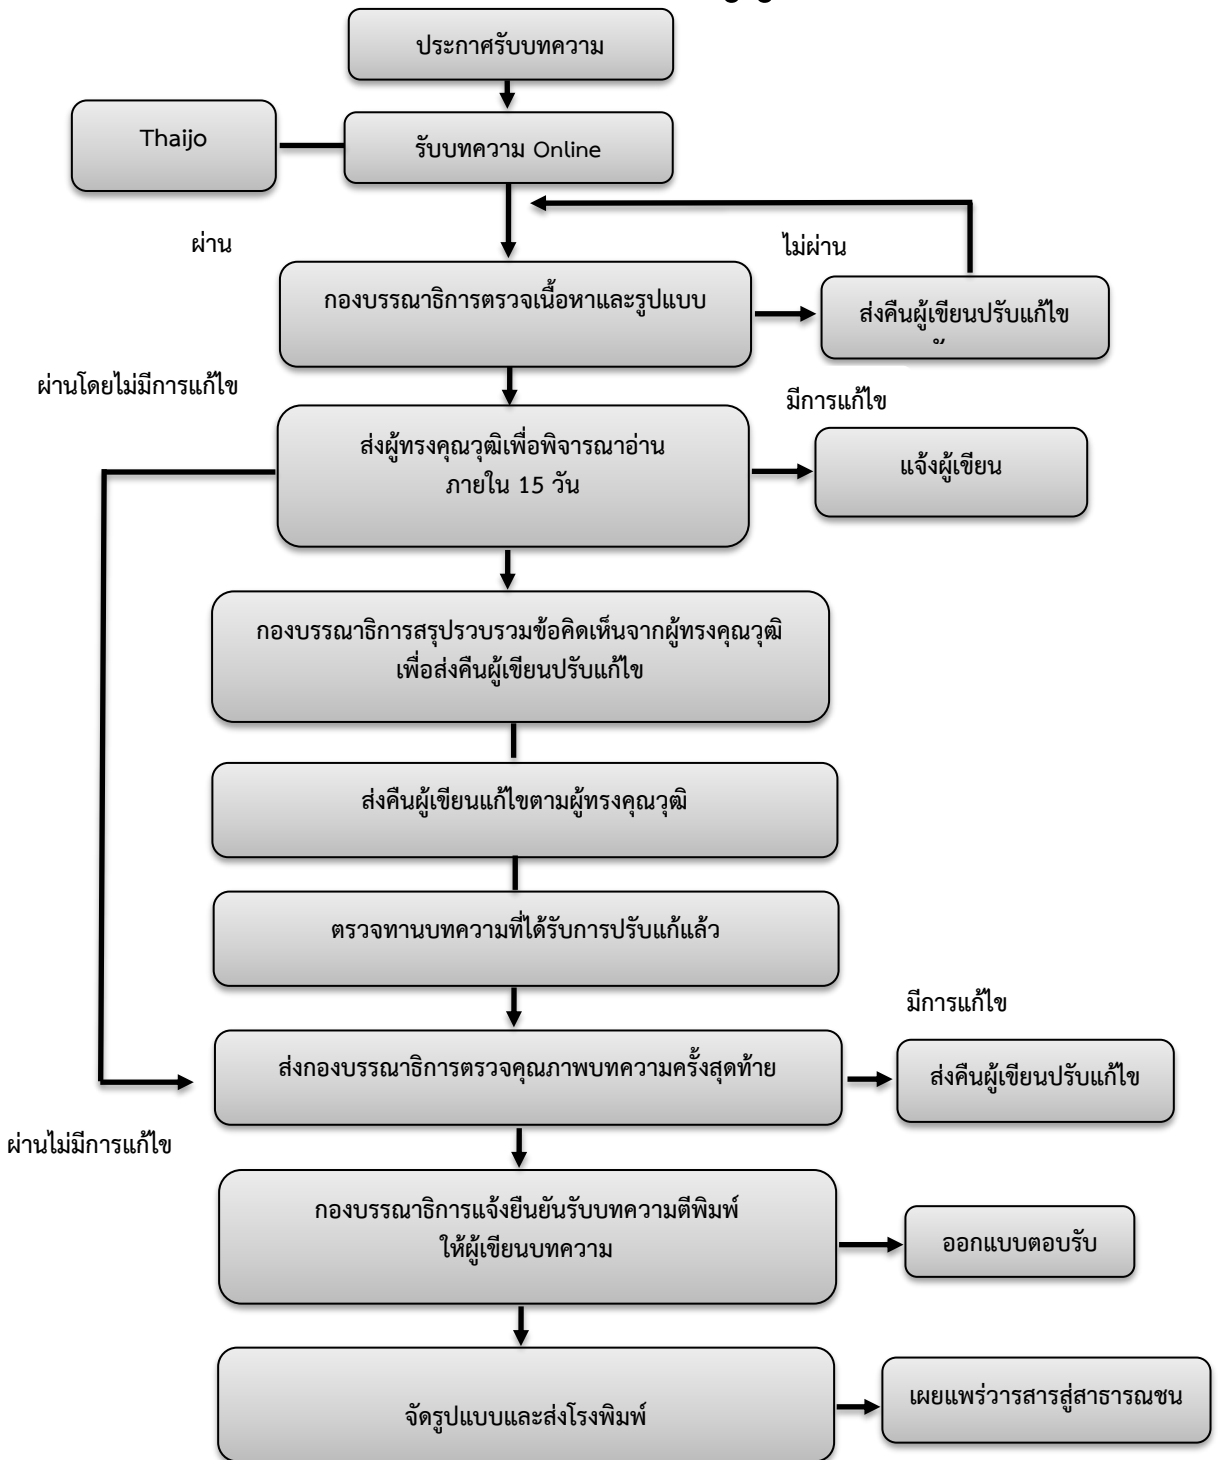 ประกาศรับบทความ
Thaijo
รับบทความ Online
ผ่าน
ไม่ผ่าน
กองบรรณาธิการตรวจเนื้อหาและรูปแบบ
ส่งคืนผู้เขียนปรับแก้ไข
ผ่านโดยไม่มีการแก้ไข
มีการแก้ไข
ส่งผู้ทรงคุณวุฒิเพื่อพิจารณาอ่าน
ภายใน 15 วัน
แจ้งผู้เขียน
กองบรรณาธิการสรุปรวบรวมข้อคิดเห็นจากผู้ทรงคุณวุฒิ
เพื่อส่งคืนผู้เขียนปรับแก้ไข
ส่งคืนผู้เขียนแก้ไขตามผู้ทรงคุณวุฒิ
ตรวจทานบทความที่ได้รับการปรับแก้แล้ว
มีการแก้ไข
ส่งกองบรรณาธิการตรวจคุณภาพบทความครั้งสุดท้าย
ส่งคืนผู้เขียนปรับแก้ไข
ผ่านไม่มีการแก้ไข
กองบรรณาธิการแจ้งยืนยันรับบทความตีพิมพ์
ให้ผู้เขียนบทความ
ออกแบบตอบรับ
จัดรูปแบบและส่งโรงพิมพ์
เผยแพร่วารสารสู่สาธารณชน